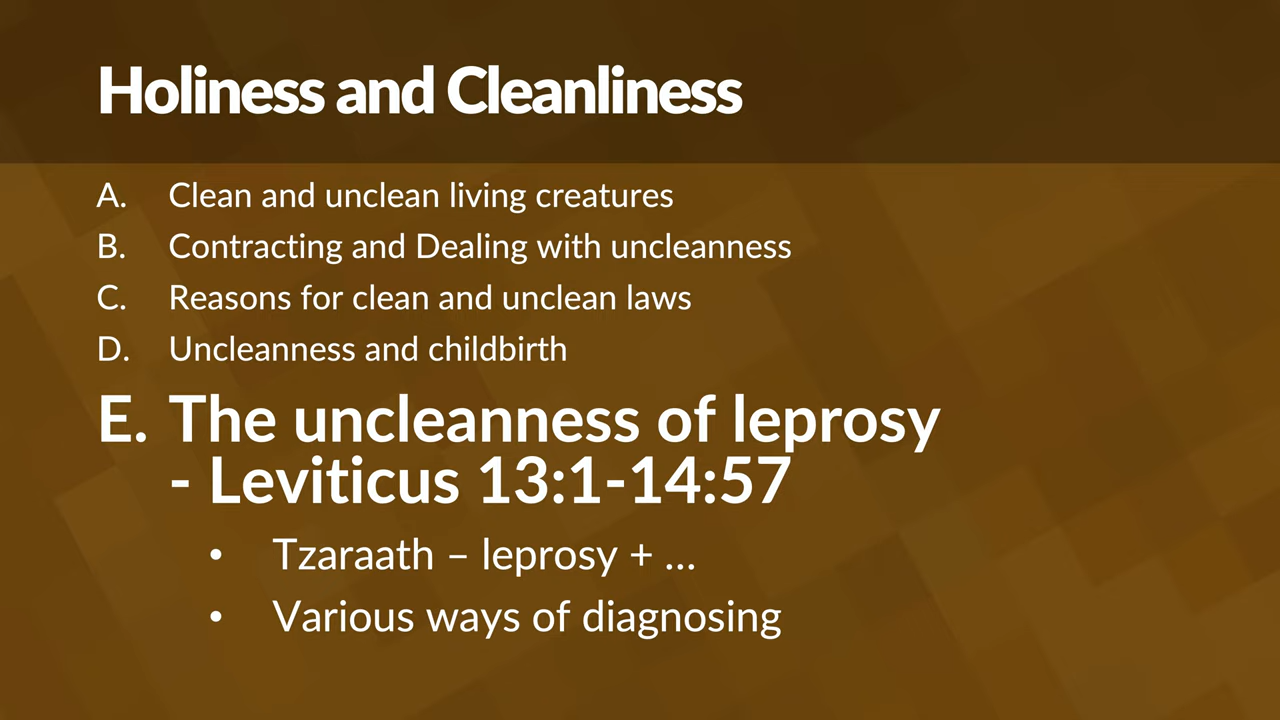 Holiness and Cleanliness
A. Clean and unclean living creatures
B. Contracting and Dealing with uncleanness
C. Reasons for clean and unclean laws
D. Uncleanness and childbirth
E. The uncleanness of leprosy
- Leviticus 13:1-14:57
• Tzaraath – leprosy + ...
• Various ways of diagnosing